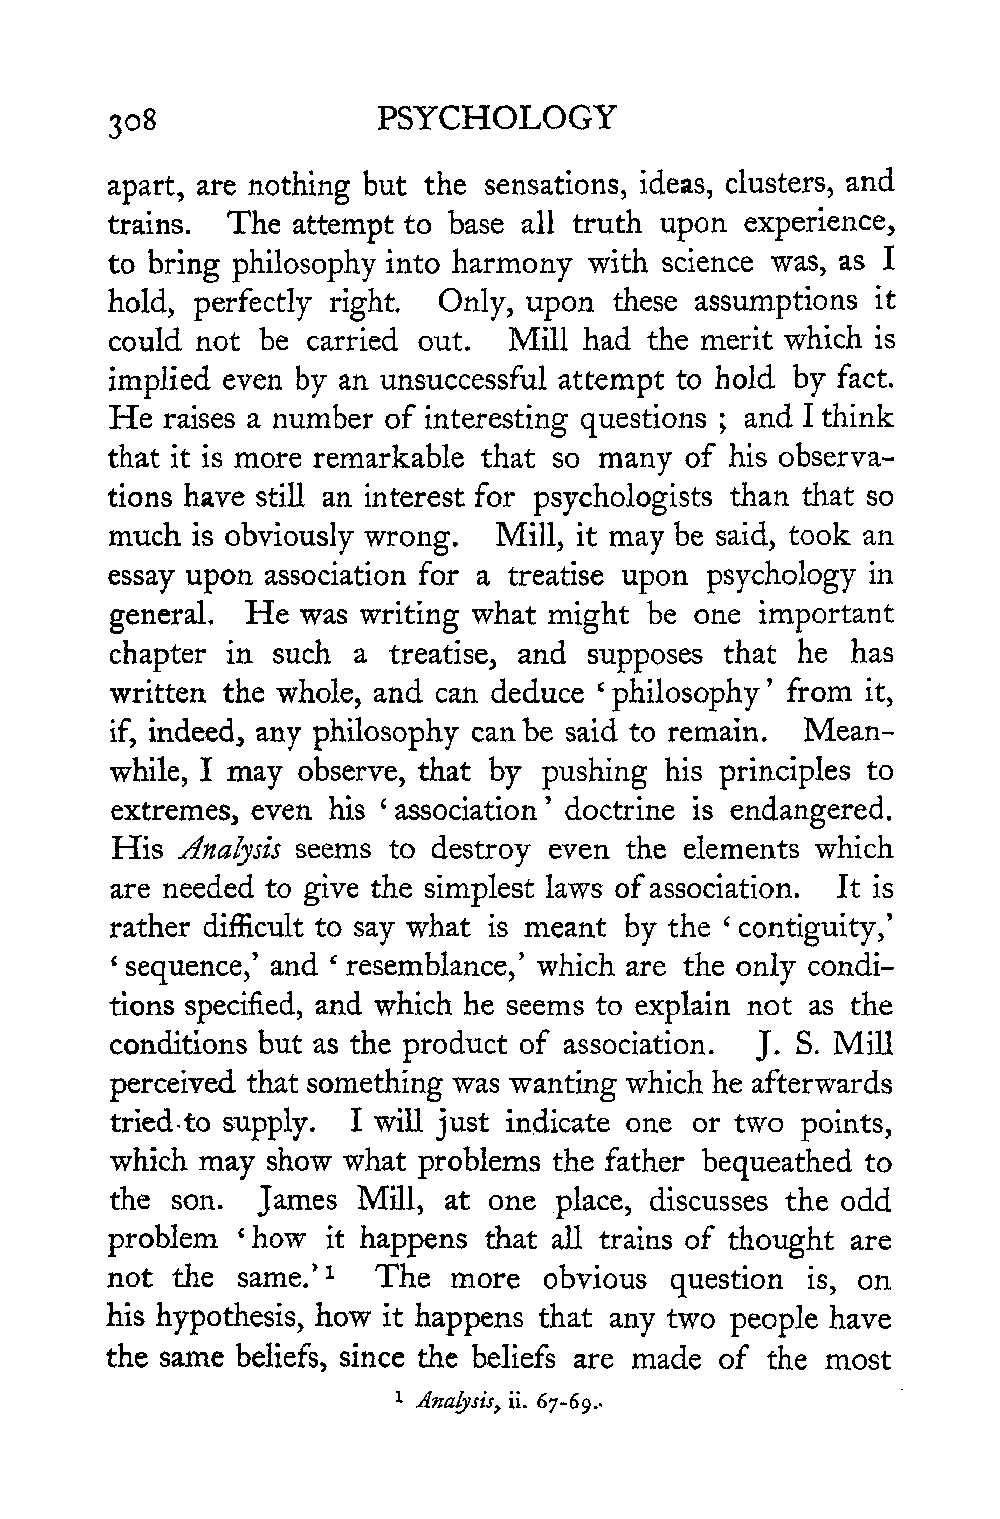 308 PSYCHOLOGY
apart, are nothing but the sensations, ideas, clusters, and
trains. The attempt to base all truth upon experience,
to bring philosophy into harmony with science was, as I
hold, perfectly right. Only, upon these assumptions it
could not be carried out. Mill had the merit which is
implied even by an unsuccessful attempt to hold by fact.
He raises a number of interesting questions ; and I think
that it is more remarkable that so many of his observa-
tions have still an interest for psychologists than that so
much is obviously wrong. Mill, it may be said, took an
essay upon association for a treatise upon psychology in
general. He was writing what might be one important
chapter in such a treatise, and supposes that he has
written the whole, and can deduce ‘philosophy’ from it,
if, indeed, any philosophy can be said to remain. Mean-
while, I may observe, that by pushing his principles to
extremes, even his ‘association’ doctrine is endangered.
His Analysis seems to destroy even the elements which
are needed to give the simplest laws of association. It is
rather difficult to say what is meant by the ‘contiguity,’
‘sequence,’ and ‘resemblance,’ which are the only condi-
tions specified, and which he seems to explain not as the
conditions but as the product of association. J. S. Mill
perceived that something was wanting which he afterwards
tried to supply. I will just indicate one or two points,
which may show what problems the father bequeathed to
the son. James Mill, at one place, discusses the odd
problem ‘how it happens that all trains of thought are
not the same.’ 1 The more obvious question is, on
his hypothesis, how it happens that any two people have
the same beliefs, since the beliefs are made of the most
1 Analysis, ii. 67-69.